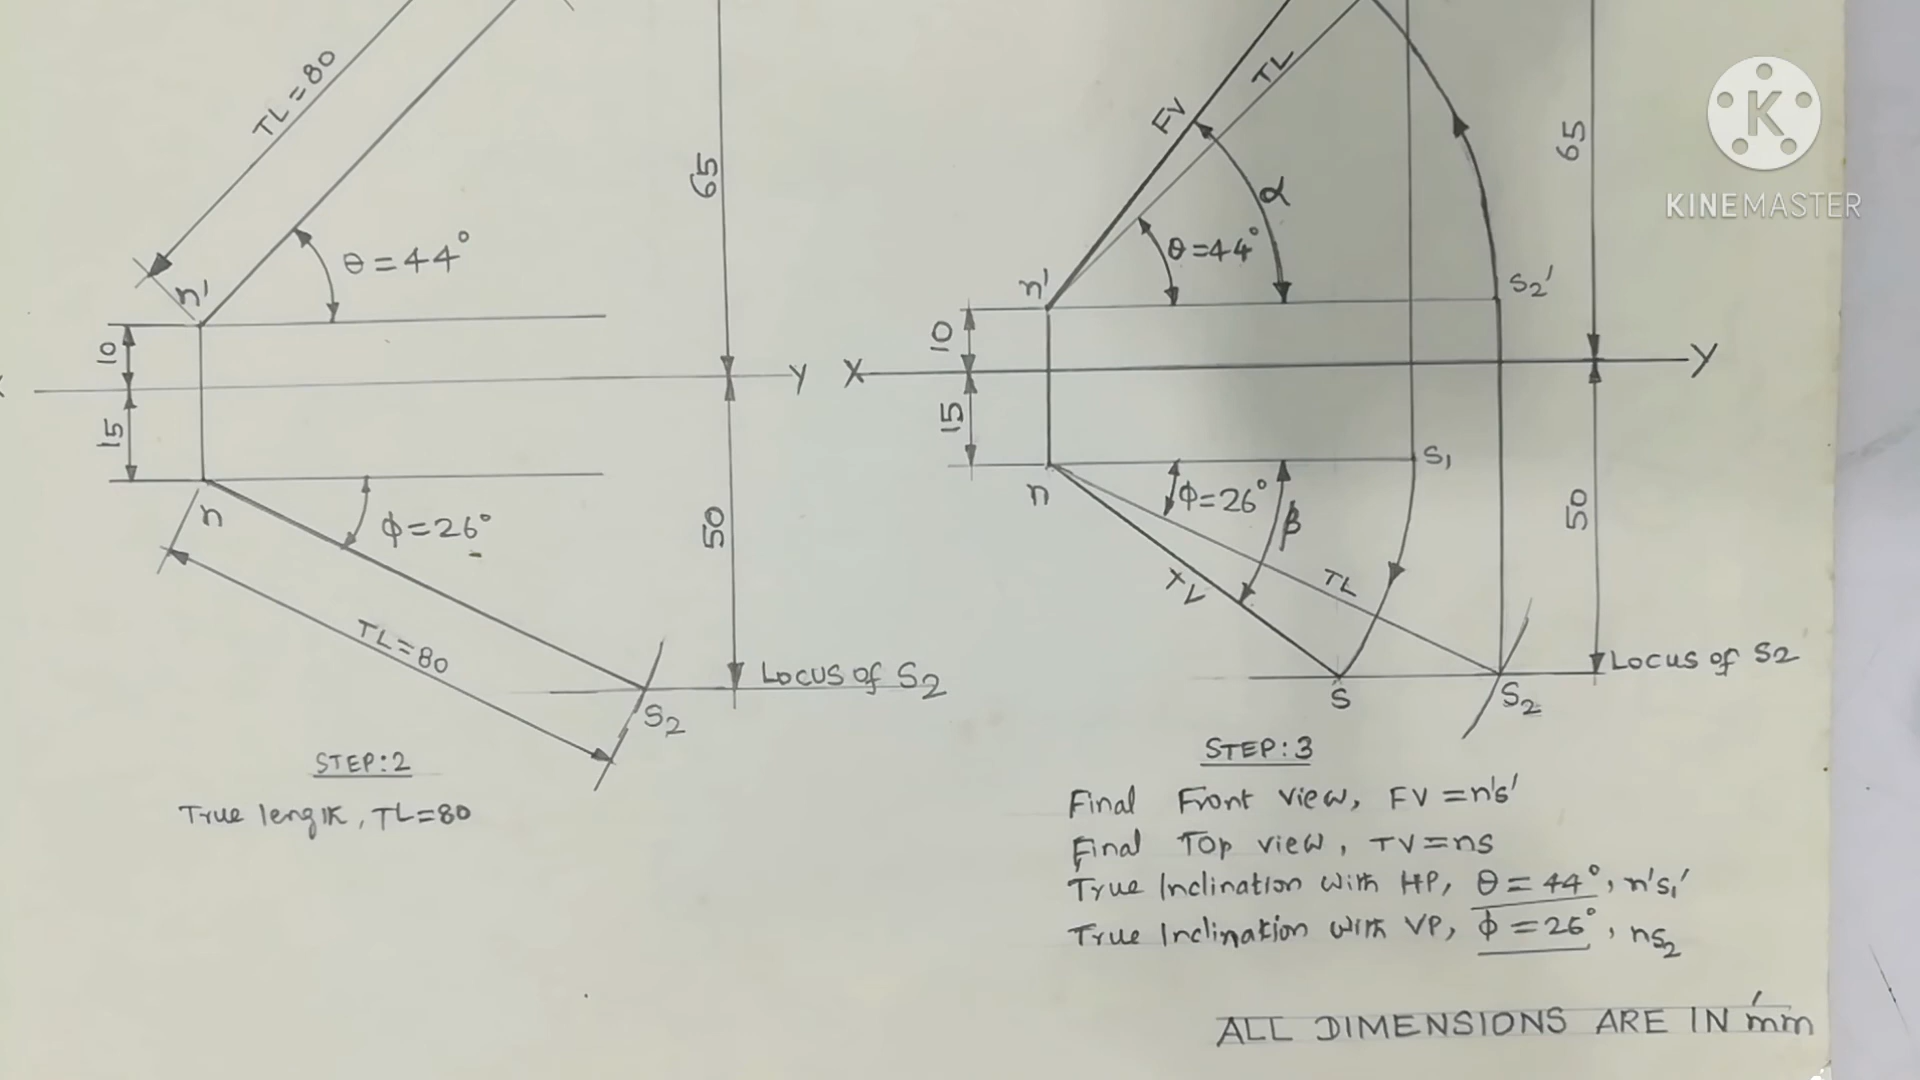 TL=80
65
θ=44°
n'
10
Y
15
n
ϕ=26°
50
TL=80
Locus of S2
S2
STEP:2
True length, TL=80
FV
TL
65
α
θ=44°
n'
S2'
10
X
Y
15
S1
n
ϕ=26°
β
50
TV
TL
Locus of S2
S
S2
STEP:3
Final Front view, FV=n's'
Final Top view, TV=ns
True Inclination with HP, θ=44°, n's1'
True Inclination with VP, ϕ=26°, ns2
ALL DIMENSIONS ARE IN mm
K
KINEMASTER